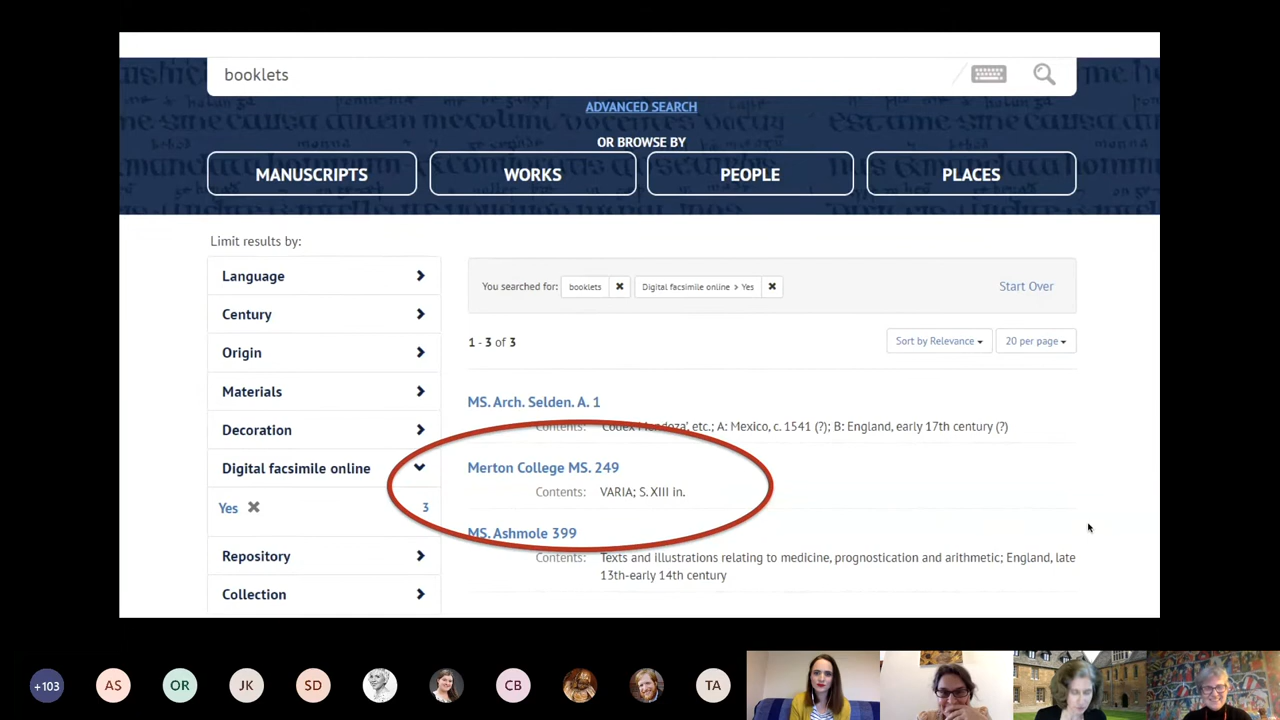 booklets
ADVANCED SEARCH
OR BROWSE BY
MANUSCRIPTS
WORKS
PEOPLE
PLACES
Limit results by:
Language
Century
Origin
Materials
Decoration
Digital facsimile online
Yes ✖ 3
Repository
Collection
You searched for: booklets ✖ Digital facsimile online > Yes ✖ Start Over
1 - 3 of 3
Sort by Relevance
20 per page
MS. Arch. Selden. A. 1
Contents: 'Codex Mendoza', etc.; A: Mexico, c. 1541 (?); B: England, early 17th century (?)
Merton College MS. 249
Contents: VARIA; S. XIII in.
MS. Ashmole 399
Contents: Texts and illustrations relating to medicine, prognostication and arithmetic; England, late
13th-early 14th century
+103 AS OR JK SD CB TA